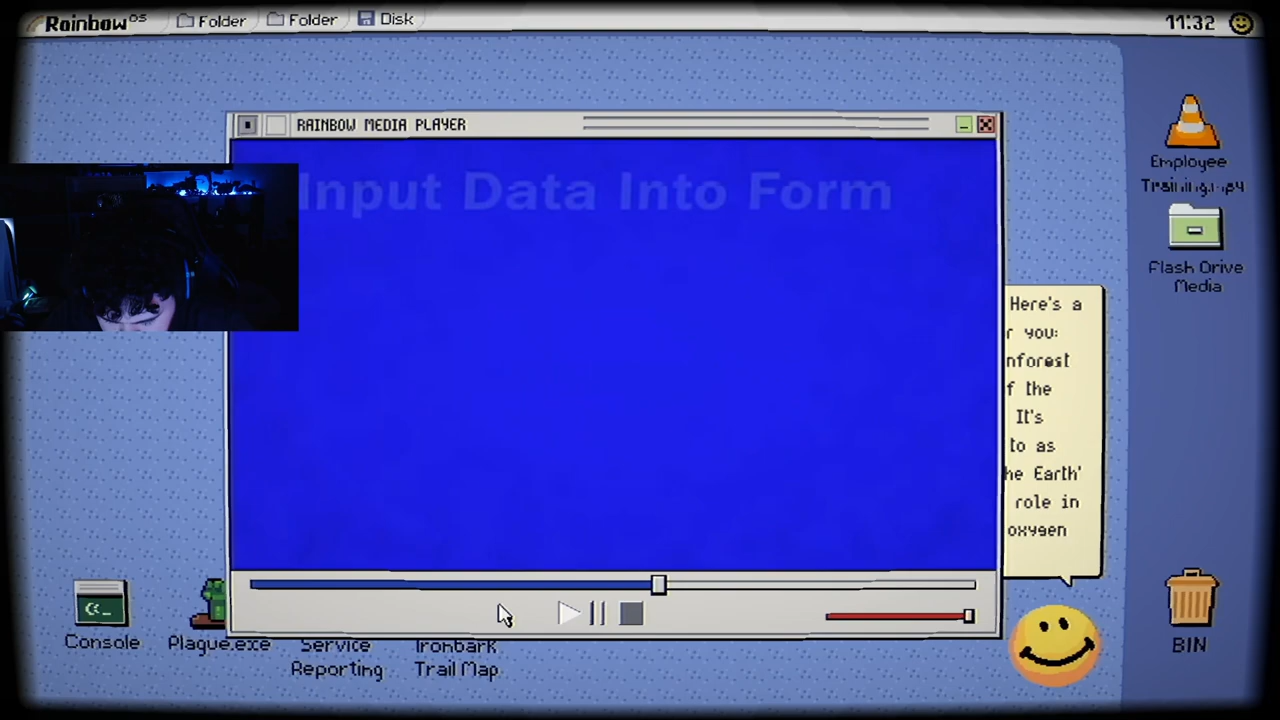 RainbowOS Folder Folder Disk 11:32
RAINBOW MEDIA PLAYER
Input Data Into Form
Employee
Training.mp4
Flash Drive
Media
Here's a
r you:
nforest
f the
It's
to as
he Earth'
role in
oxygen
Console
Plague.exe
Service
Reporting
Ironbark
Trail Map
BIN